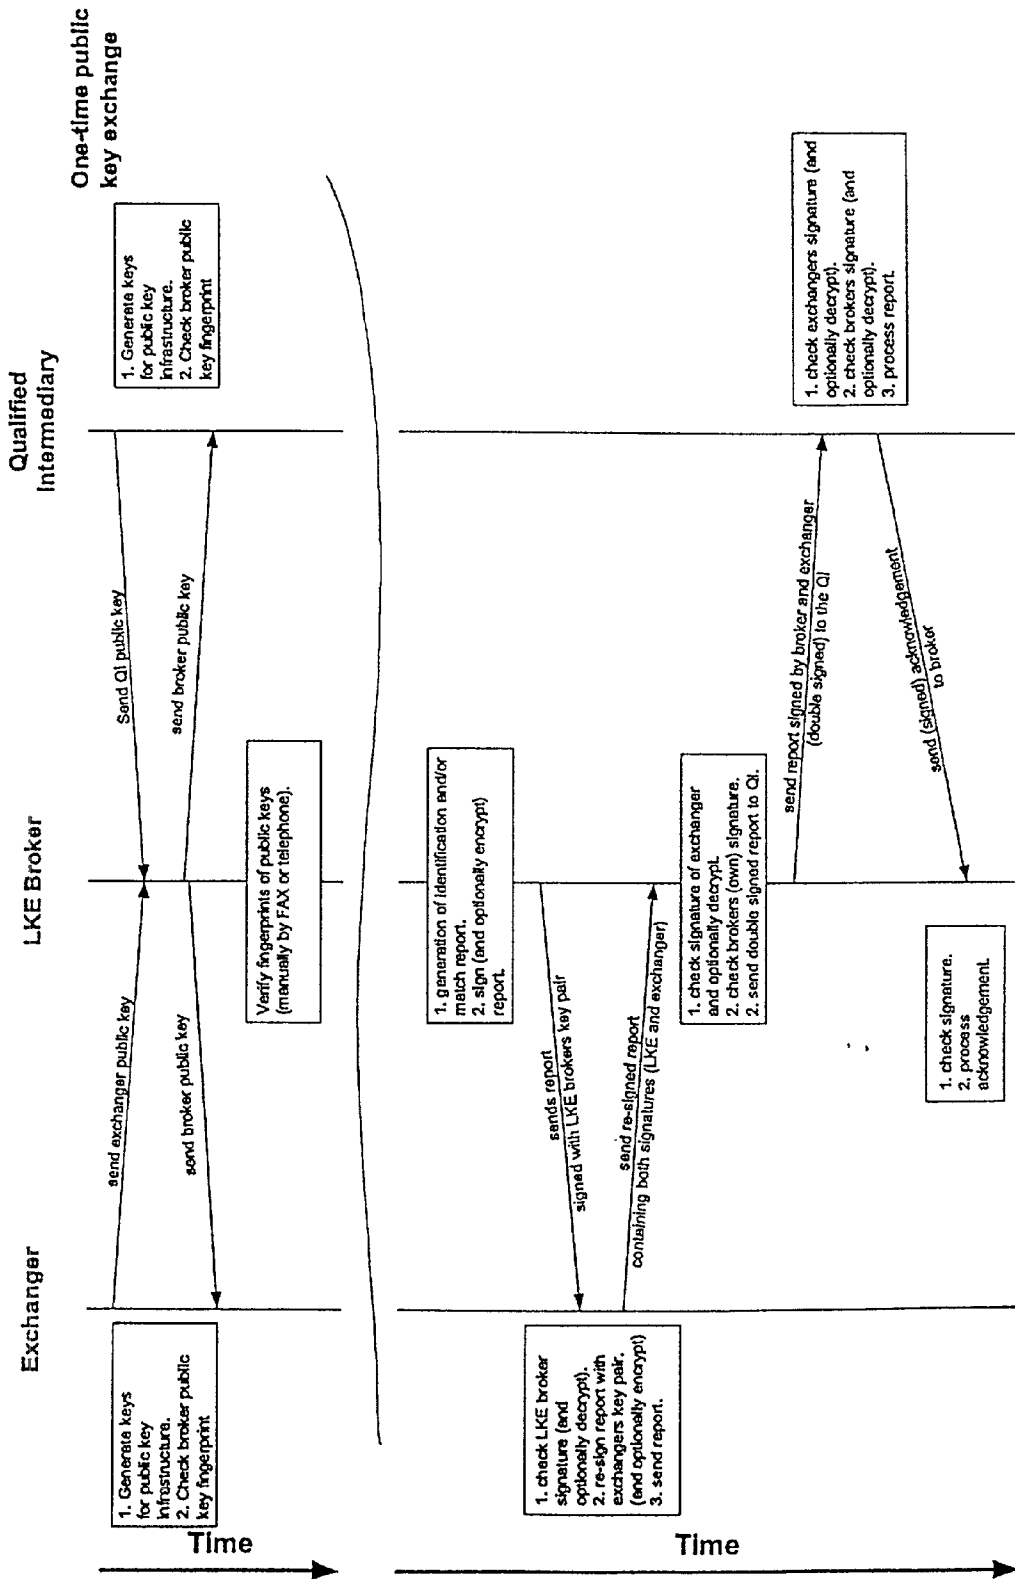 Exchanger
LKE Broker
Qualified
Intermediary
One-time public
key exchange
Time
1. Generate keys
for public key
infrastructure.
2. Check broker public
key fingerprint
send exchanger public key
send broker public key
Send QI public key
send broker public key
1. Generate keys
for public key
infrastructure.
2. Check broker public
key fingerprint
Verify fingerprints of public keys
(manually by FAX or telephone).
Time
1. generation of identification and/or
match report.
2. sign (and optionally encrypt)
report.
sends report
signed with LKE brokers key pair
1. check LKE broker
signature (and
optionally decrypt).
2. re-sign report with
exchangers key pair.
(and optionally encrypt)
3. send report.
send re-signed report
containing both signatures (LKE and exchanger)
1. check signature of exchanger
and optionally decrypt.
2. check brokers (own) signature.
3. send double signed report to QI.
send report signed by broker and exchanger
(double signed) to the QI
1. check exchangers signature (and
optionally decrypt).
2. check brokers signature (and
optionally decrypt).
3. process report.
send (signed) acknowledgement
to broker
1. check signature.
2. process
acknowledgement.